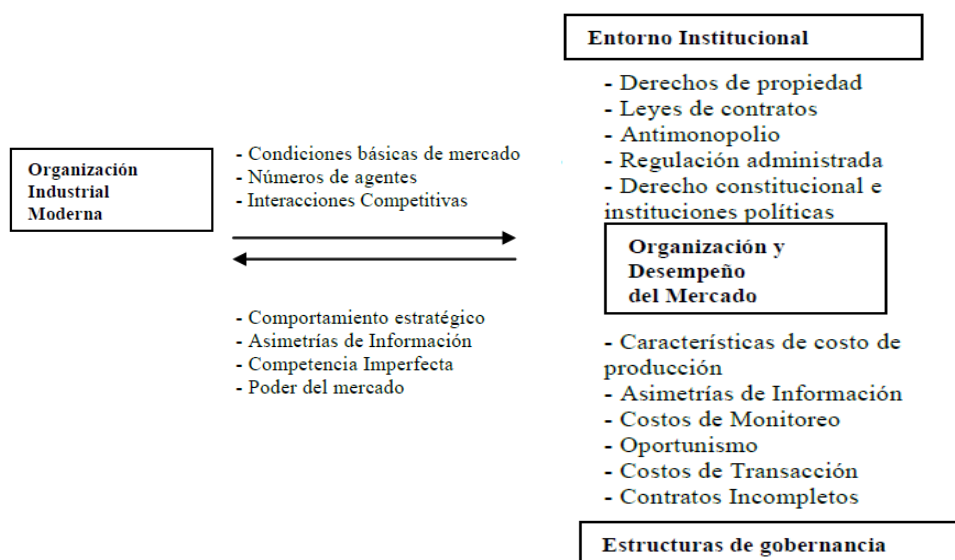 Organización
Industrial
Moderna
- Condiciones básicas de mercado
- Números de agentes
- Interacciones Competitivas
- Comportamiento estratégico
- Asimetrías de Información
- Competencia Imperfecta
- Poder del mercado
Entorno Institucional
- Derechos de propiedad
- Leyes de contratos
- Antimonopolio
- Regulación administrada
- Derecho constitucional e
instituciones políticas
Organización y
Desempeño
del Mercado
- Características de costo de
producción
- Asimetrías de Información
- Costos de Monitoreo
- Oportunismo
- Costos de Transacción
- Contratos Incompletos
Estructuras de gobernancia